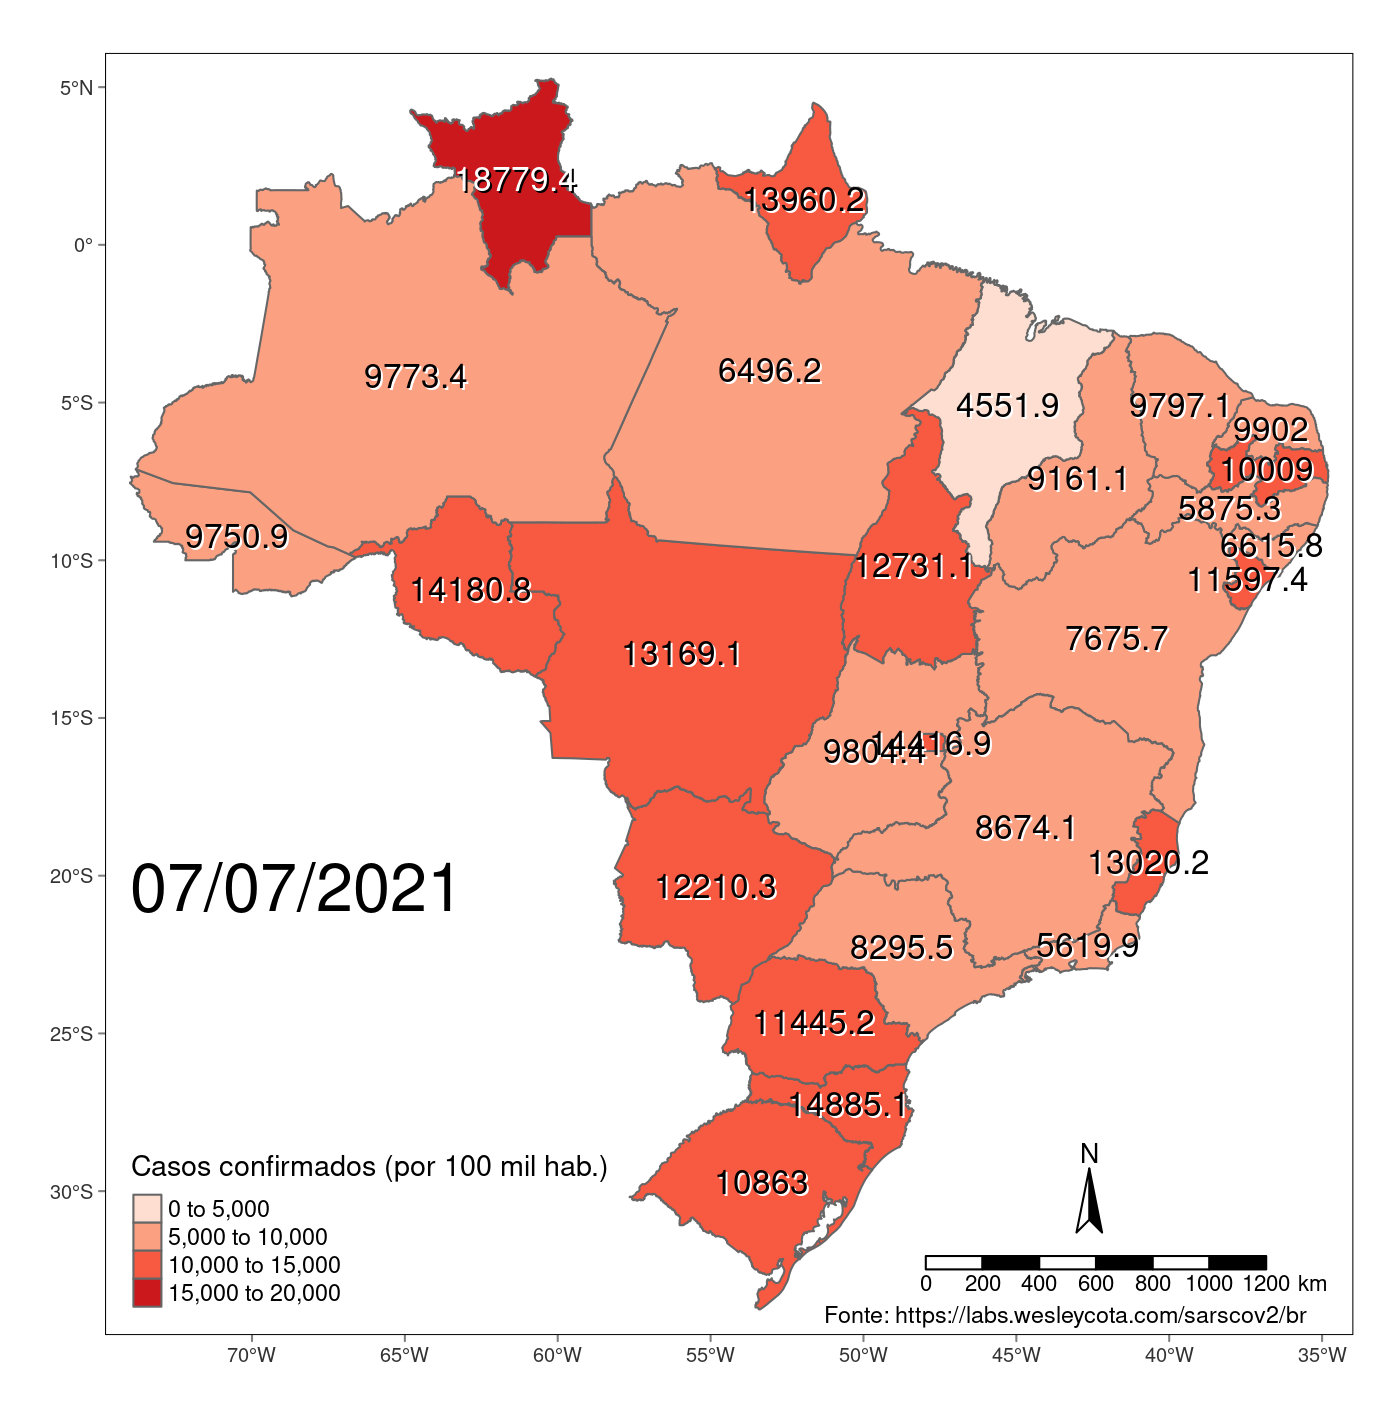 5°N
0°
5°S
10°S
15°S
20°S
25°S
30°S
18779.4
13960.2
9773.4
6496.2
4551.9
9797.1
9902
10009
9161.1
5875.3
9750.9
6615.8
12731.1
11597.4
14180.8
7675.7
13169.1
14416.9
9804.4
8674.1
13020.2
07/07/2021
12210.3
8295.5
5619.9
11445.2
14885.1
10863
Casos confirmados (por 100 mil hab.)
0 to 5,000
5,000 to 10,000
10,000 to 15,000
15,000 to 20,000
N
0 200 400 600 800 1000 1200 km
Fonte: https://labs.wesleycota.com/sarscov2/br
70°W 65°W 60°W 55°W 50°W 45°W 40°W 35°W